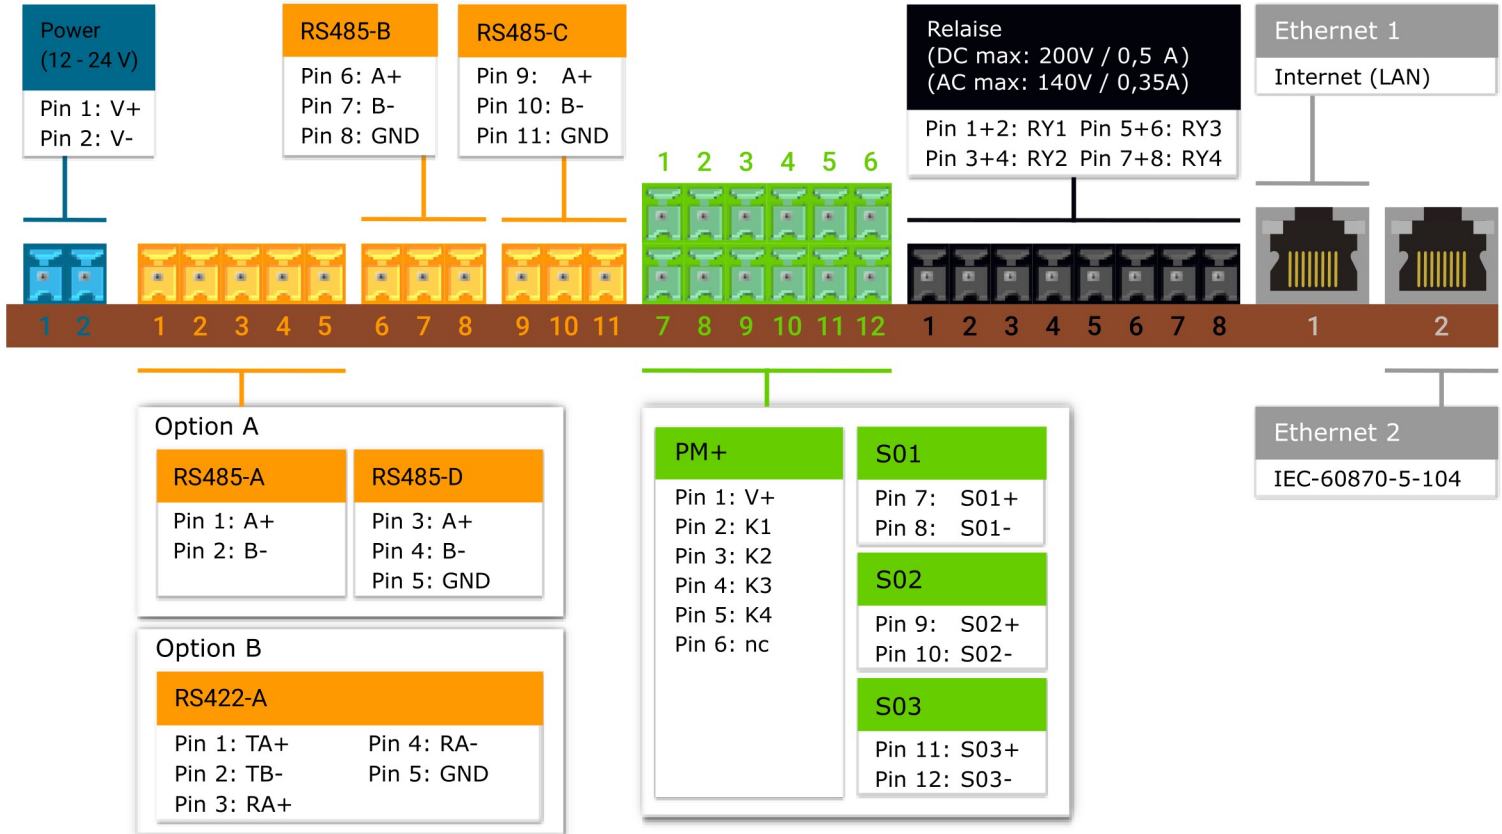 Power
(12 - 24 V)
Pin 1: V+
Pin 2: V-
RS485-B
Pin 6: A+
Pin 7: B-
Pin 8: GND
RS485-C
Pin 9: A+
Pin 10: B-
Pin 11: GND
Relaise
(DC max: 200V / 0,5 A)
(AC max: 140V / 0,35A)
Pin 1+2: RY1 Pin 5+6: RY3
Pin 3+4: RY2 Pin 7+8: RY4
Ethernet 1
Internet (LAN)
1 2 3 4 5 6
1 2
1 2 3 4 5
6 7 8
9 10 11
7 8 9 10 11 12
1 2 3 4 5 6 7 8
1
2
Option A
RS485-A
Pin 1: A+
Pin 2: B-
RS485-D
Pin 3: A+
Pin 4: B-
Pin 5: GND
Option B
RS422-A
Pin 1: TA+
Pin 2: TB-
Pin 3: RA+
Pin 4: RA-
Pin 5: GND
PM+
Pin 1: V+
Pin 2: K1
Pin 3: K2
Pin 4: K3
Pin 5: K4
Pin 6: nc
S01
Pin 7: S01+
Pin 8: S01-
S02
Pin 9: S02+
Pin 10: S02-
S03
Pin 11: S03+
Pin 12: S03-
Ethernet 2
IEC-60870-5-104